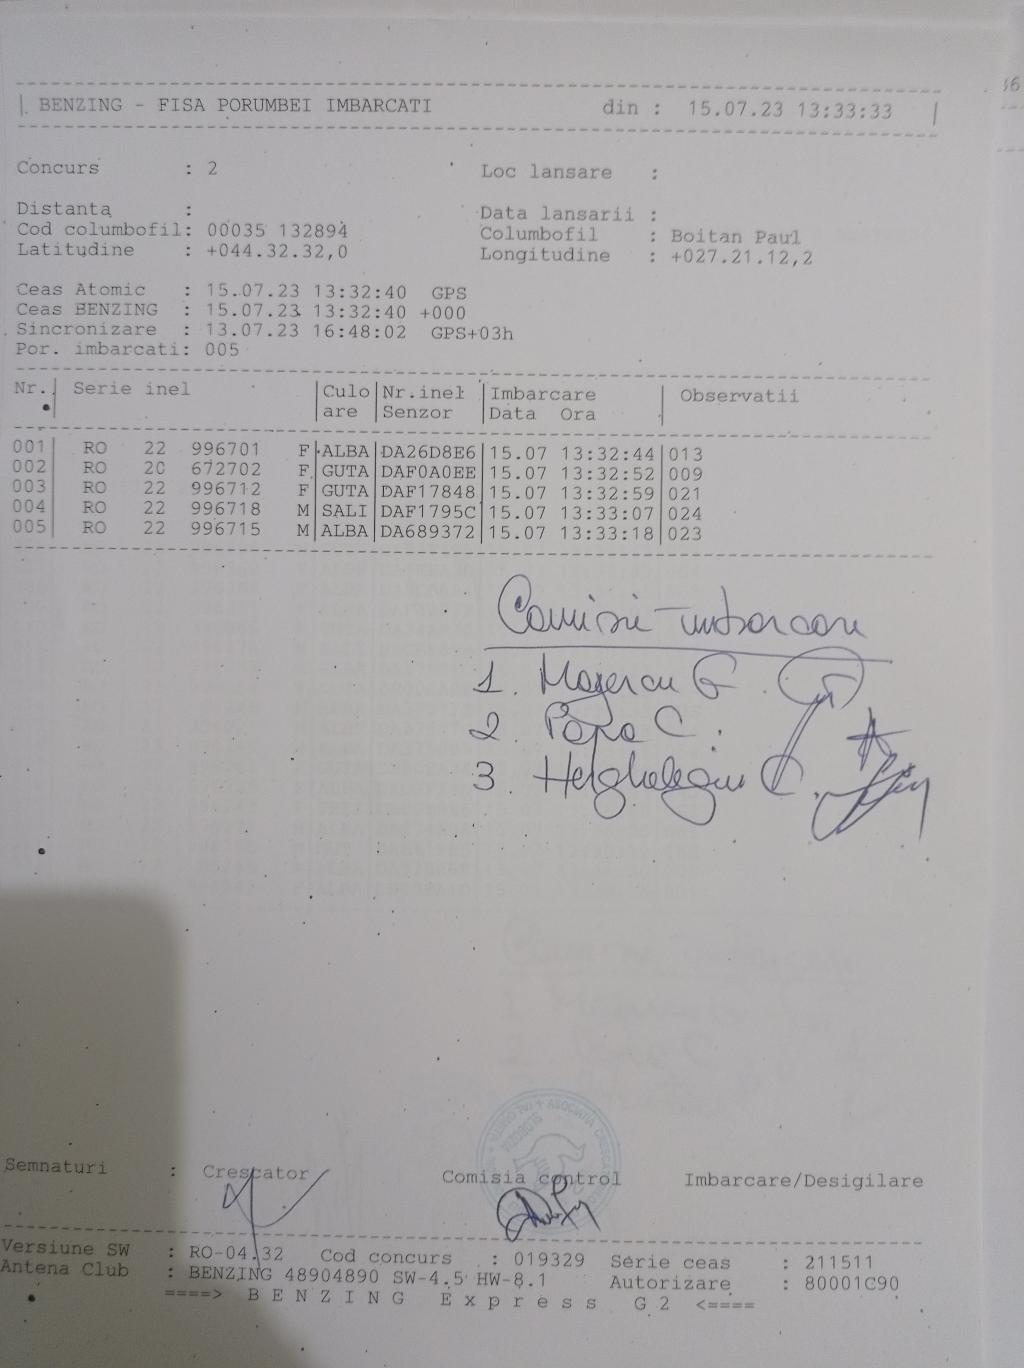 BENZING - FISA PORUMBEI IMBARCATI din : 15.07.23 13:33:33
Concurs : 2 Loc lansare :
Distanta : Data lansarii :
Cod columbofil: 00035 132894 Columbofil : Boitan Paul
Latitudine : +044.32.32,0 Longitudine : +027.21.12,2
Ceas Atomic : 15.07.23 13:32:40 GPS
Ceas BENZING : 15.07.23 13:32:40 +000
Sincronizare : 13.07.23 16:48:02 GPS+03h
Por. imbarcati: 005
Nr. Serie inel Culo Nr.inel Imbarcare Observatii
are Senzor Data Ora
001 RO 22 996701 F ALBA DA26D8E6 15.07 13:32:44 013
002 RO 20 672702 F GUTA DAF0A0EE 15.07 13:32:52 009
003 RO 22 996712 F GUTA DAF17848 15.07 13:32:59 021
004 RO 22 996718 M SALI DAF1795C 15.07 13:33:07 024
005 RO 22 996715 M ALBA DA689372 15.07 13:33:18 023
Comisie imbarcare
1. G.
2. Popa C.
3. C.
Semnaturi : Crescator Comisia control Imbarcare/Desigilare
Versiune SW : RO-04.32 Cod concurs : 019329 Serie ceas : 211511
Antena Club : BENZING 48904890 SW-4.5 HW-8.1 Autorizare : 80001C90
====> B E N Z I N G E x p r e s s G 2 <====